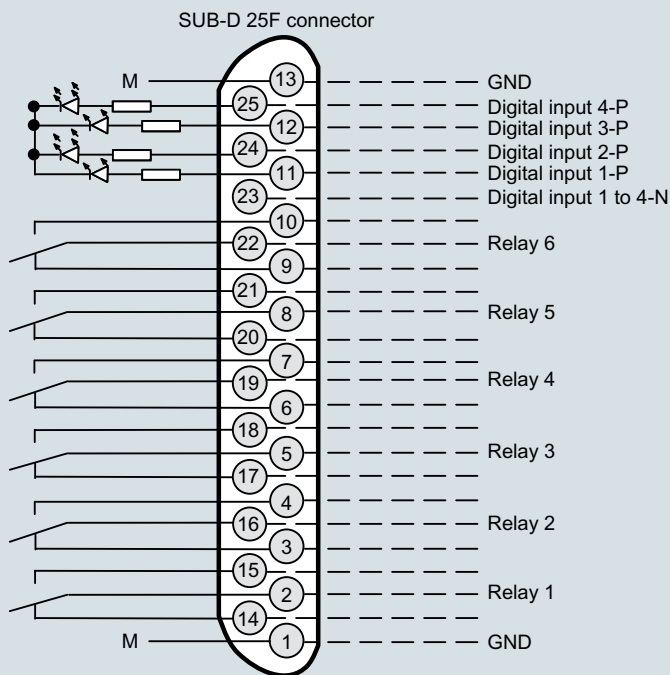 SUB-D 25F connector
M 13 GND
25 Digital input 4-P
12 Digital input 3-P
24 Digital input 2-P
11 Digital input 1-P
23 Digital input 1 to 4-N
10
22 Relay 6
9
21
8 Relay 5
20
7
19 Relay 4
6
18
5 Relay 3
17
4
16 Relay 2
3
15
2 Relay 1
14
M 1 GND